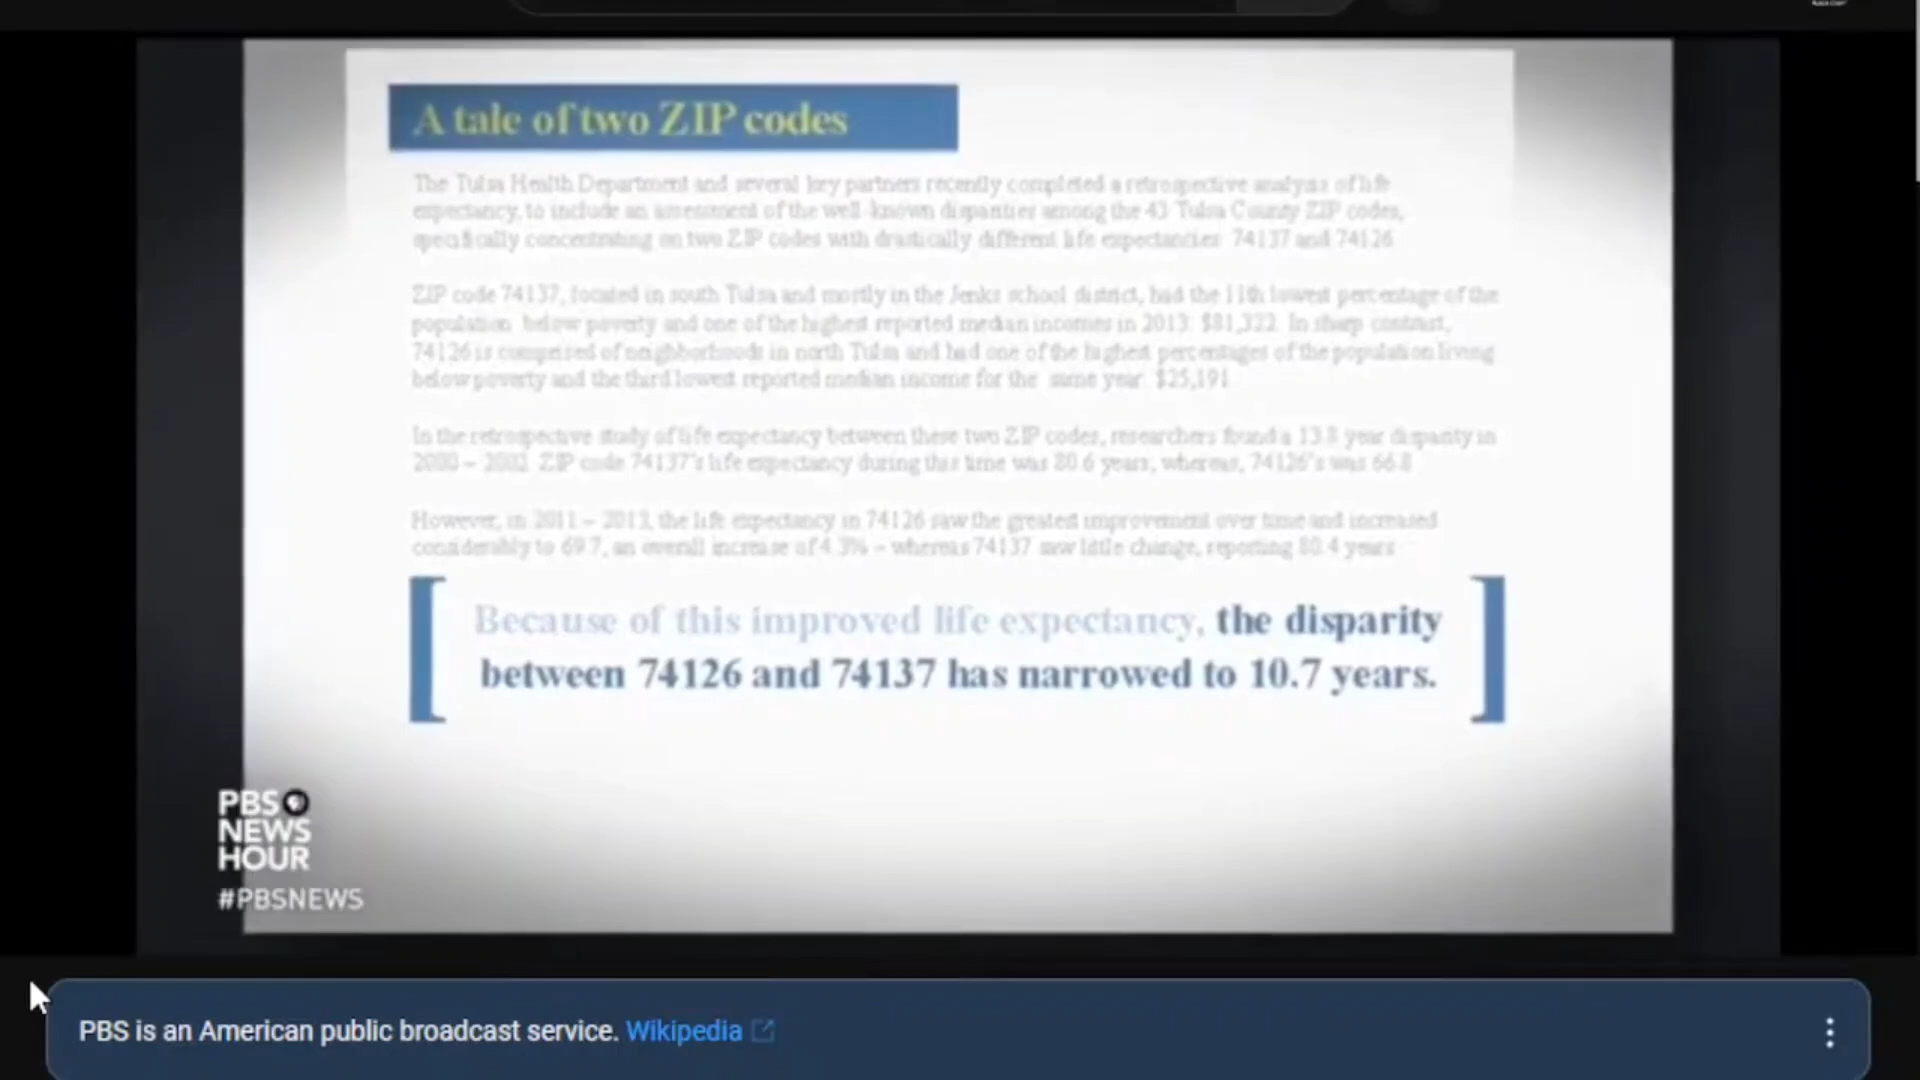 A tale of two ZIP codes
The Tulsa Health Department and several key partners recently completed a retrospective analysis of life
expectancy, to include an assessment of the well-known disparities among the 43 Tulsa County ZIP codes,
specifically concentrating on two ZIP codes with drastically different life expectancies: 74137 and 74126
ZIP code 74137, located in south Tulsa and mostly in the Jenks school district, had the 11th lowest percentage of the
population below poverty and one of the highest reported median incomes in 2013: $81,322. In sharp contrast,
74126 is comprised of neighborhoods in north Tulsa and had one of the highest percentages of the population living
below poverty and the third lowest reported median income for the same year: $25,191
In the retrospective study of life expectancy between these two ZIP codes, researchers found a 13.8 year disparity in
2000 – 2002. ZIP code 74137's life expectancy during this time was 80.6 years, whereas, 74126's was 66.8
However, in 2011 – 2013, the life expectancy in 74126 saw the greatest improvement over time and increased
considerably to 69.7, an overall increase of 4.3% – whereas 74137 saw little change, reporting 80.4 years
[ Because of this improved life expectancy, the disparity
between 74126 and 74137 has narrowed to 10.7 years. ]
PBS
NEWS
HOUR
#PBSNEWS
PBS is an American public broadcast service. Wikipedia